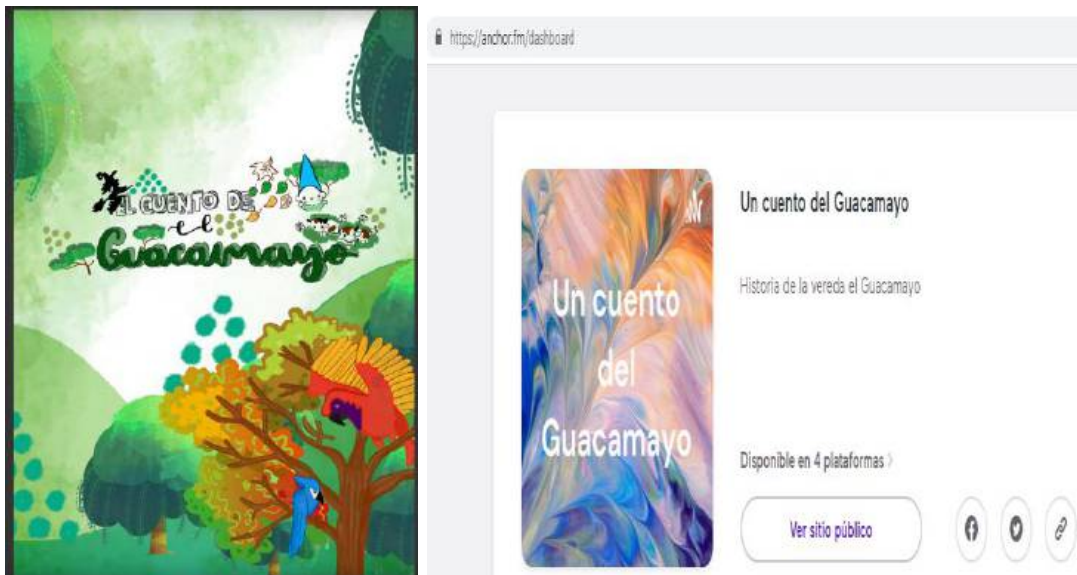 EL CUENTO DE
el
Guacamayo
https://anchor.fm/dashboard
Un cuento
del
Guacamayo
Un cuento del Guacamayo
Historia de la vereda el Guacamayo
Disponible en 4 plataformas
Ver sitio público